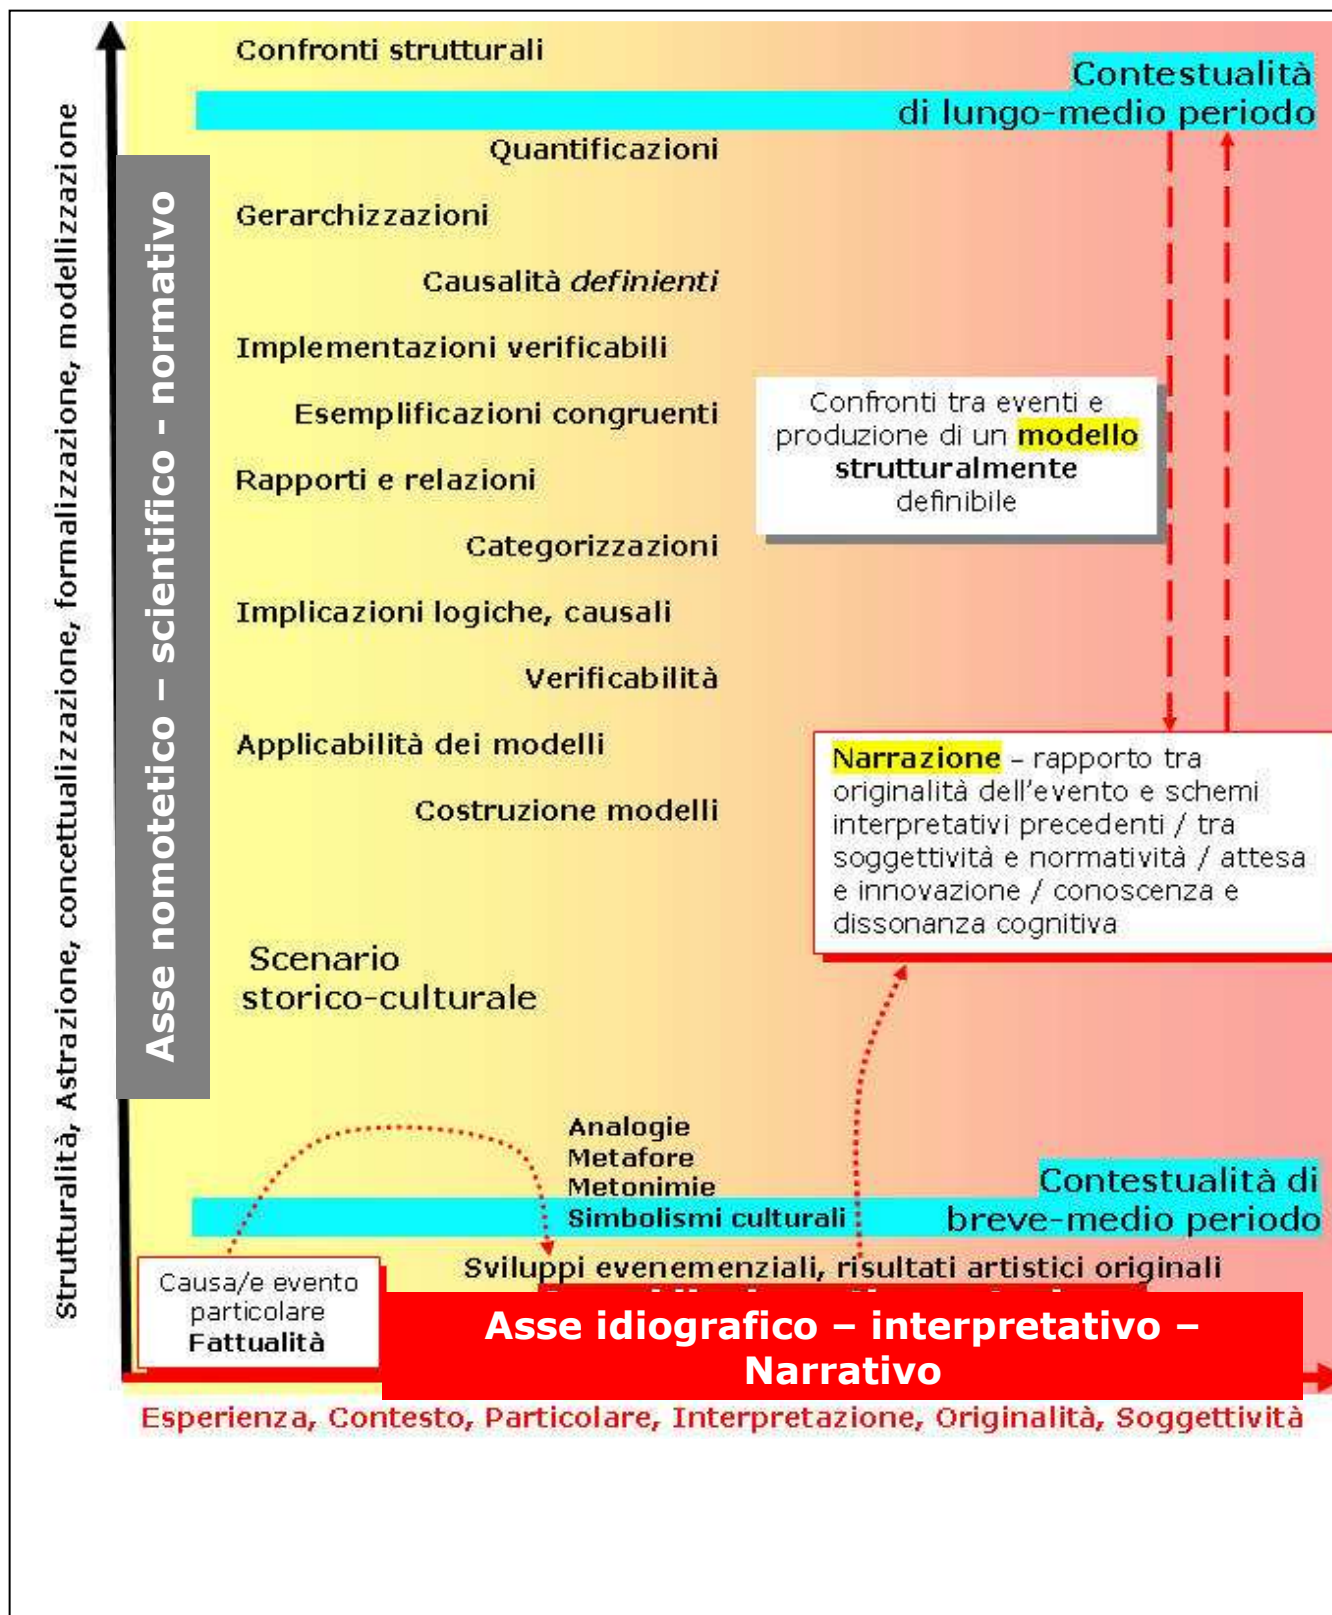 Confronti strutturali
Contestualità
di lungo-medio periodo
Quantificazioni
Gerarchizzazioni
Causalità definienti
Implementazioni verificabili
Esemplificazioni congruenti
Rapporti e relazioni
Categorizzazioni
Implicazioni logiche, causali
Verificabilità
Applicabilità dei modelli
Costruzione modelli
Confronti tra eventi e
produzione di un modello
strutturalmente
definibile
Narrazione – rapporto tra
originalità dell'evento e schemi
interpretativi precedenti / tra
soggettività e normatività / attesa
e innovazione / conoscenza e
dissonanza cognitiva
Scenario
storico-culturale
Strutturalità, Astrazione, concettualizzazione, formalizzazione, modellizzazione
Asse nomotetico – scientifico - normativo
Analogie
Metafore
Metonimie
Simbolismi culturali
Contestualità di
breve-medio periodo
Sviluppi evenemenziali, risultati artistici originali
Causa/e evento
particolare
Fattualità
Asse idiografico – interpretativo –
Narrativo
Esperienza, Contesto, Particolare, Interpretazione, Originalità, Soggettività